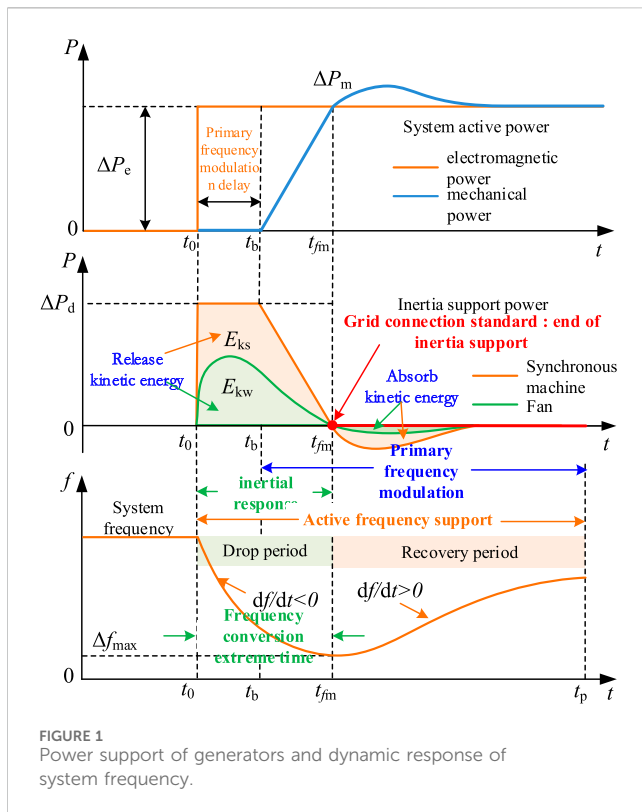 P
ΔPm
System active power
electromagnetic
power
mechanical
power
Primary
frequency
modulatio
n delay
ΔPe
0
t0
tb
tfm
t
P
ΔPd
Inertia support power
Grid connection standard : end of
inertia support
Eks
Release
kinetic energy
Ekw
Absorb
kinetic energy
Synchronous
machine
Fan
0
t0
tb
tfm
Primary
frequency
modulation
t
f
inertial
response
System
frequency
Active frequency support
Drop period
Recovery period
df/dt<0
df/dt>0
Frequency
conversion
extreme time
Δfmax
0
t0
tb
tfm
tp
t
FIGURE 1
Power support of generators and dynamic response of
system frequency.